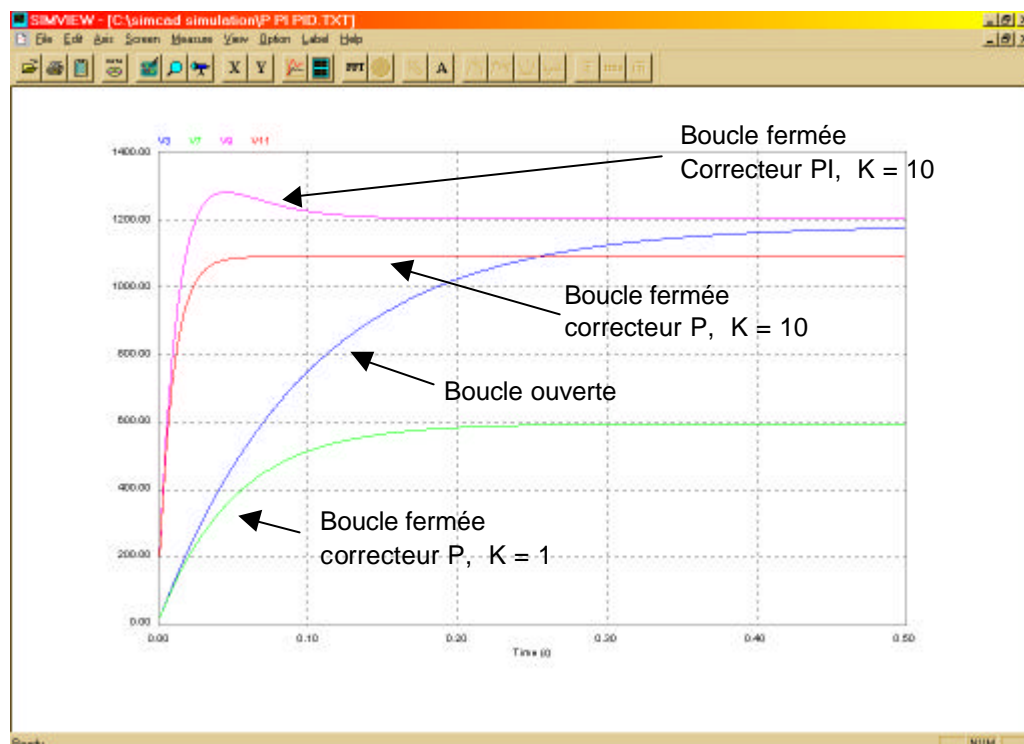 SIMVIEW - [C:\simcad simulation\P PI PID.TXT]
File Edit Axis Screen Measure View Option Label Help
X Y FFT A
V3 V7 V11
Boucle fermée
Correcteur PI, K = 10
1400.00
1200.00
1000.00
800.00
600.00
400.00
200.00
0.00
Boucle fermée
correcteur P, K = 10
Boucle ouverte
Boucle fermée
correcteur P, K = 1
0.00 0.10 0.20 0.30 0.40 0.50
Time (s)
Ready
NUM